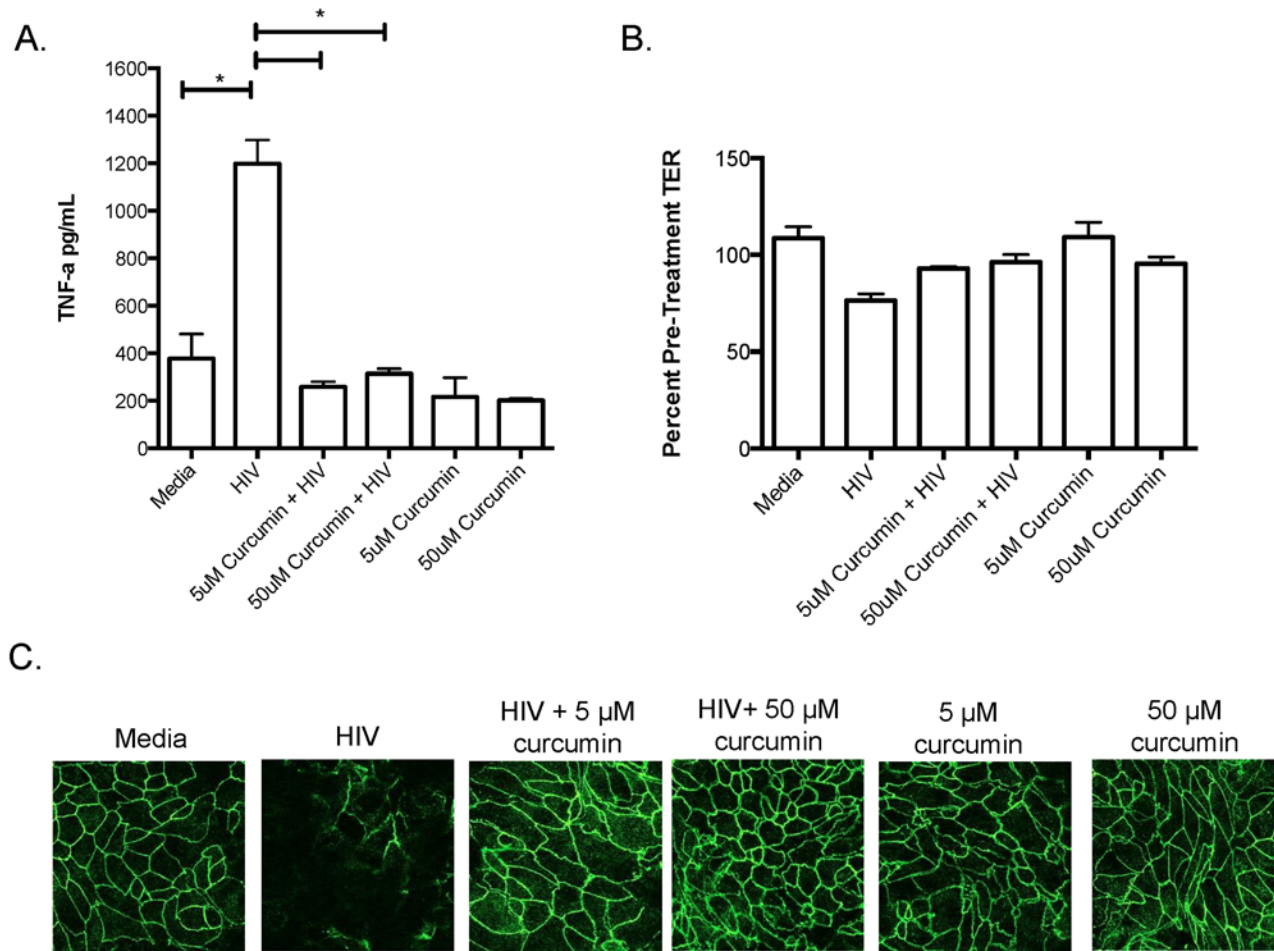 A.
*
*
1600
1400
1200
1000
800
600
400
200
0
TNF-a pg/mL
Media
HIV
5uM Curcumin + HIV
50uM Curcumin + HIV
5uM Curcumin
50uM Curcumin
B.
150
100
50
0
Percent Pre-Treatment TER
Media
HIV
5uM Curcumin + HIV
50uM Curcumin + HIV
5uM Curcumin
50uM Curcumin
C.
Media
HIV
HIV + 5 µM
curcumin
HIV+ 50 µM
curcumin
5 µM
curcumin
50 µM
curcumin